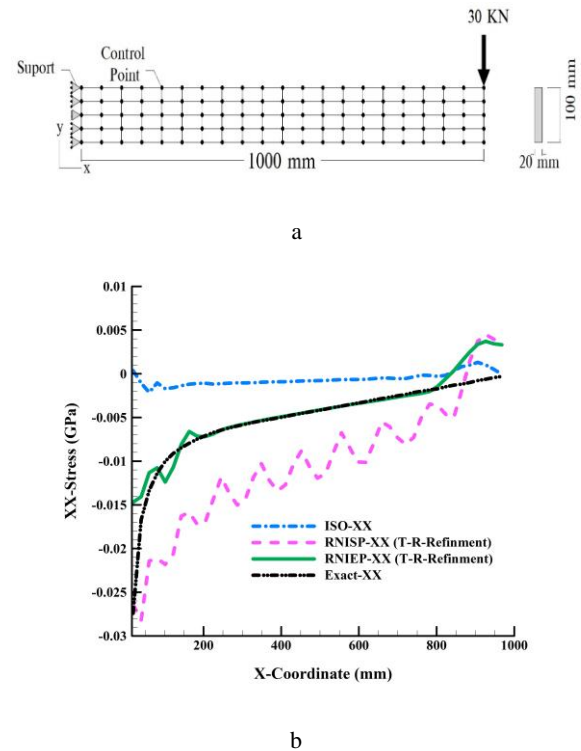 30 KN
Control
Suport
Point
100 mm
y
x
1000 mm
20 mm
a
0.01
0.005
0
-0.005
-0.01
-0.015
-0.02
-0.025
-0.03
XX-Stress (GPa)
ISO-XX
RNISP-XX (T-R-Refinment)
RNIEP-XX (T-R-Refinment)
Exact-XX
200
400
600
800
1000
X-Coordinate (mm)
b